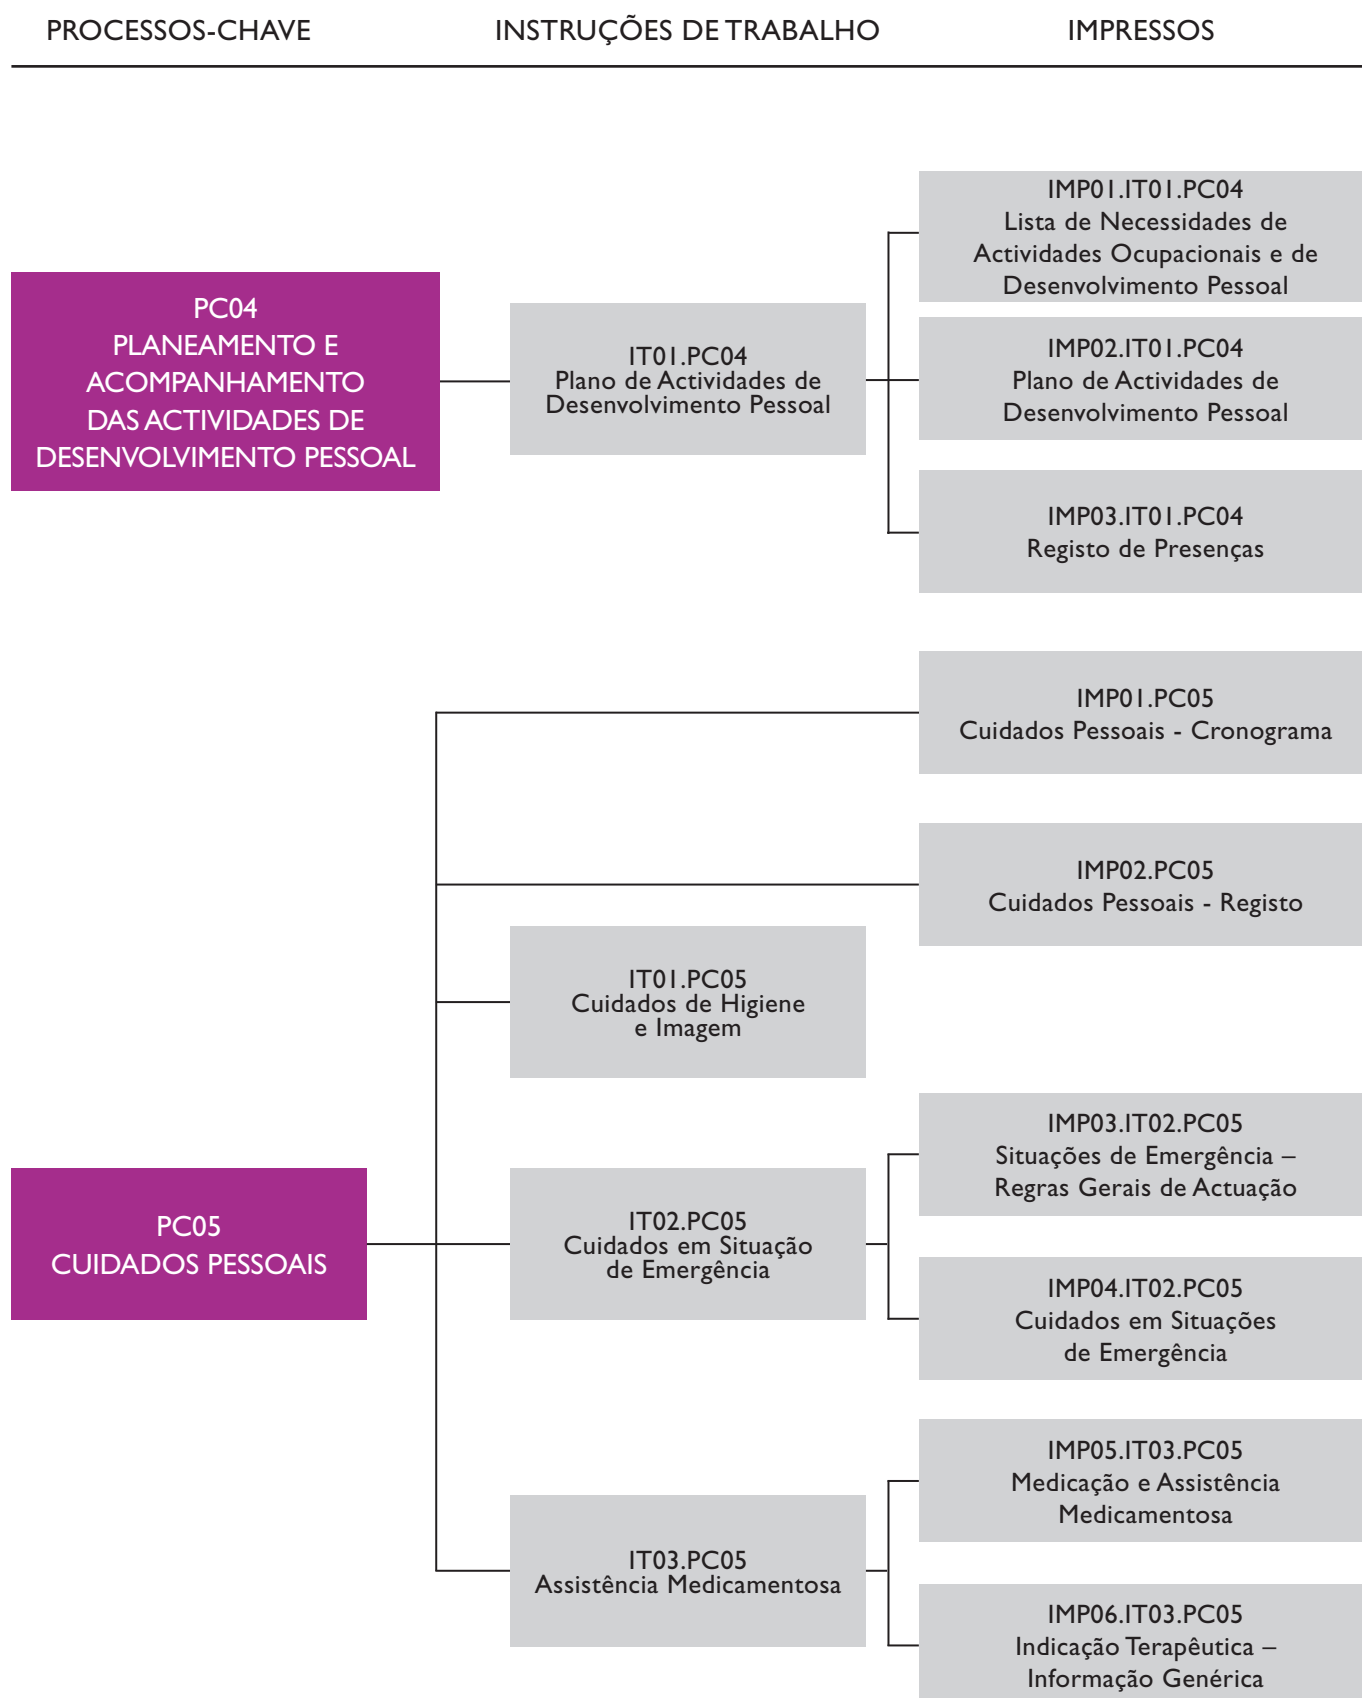 PROCESSOS-CHAVE
INSTRUÇÕES DE TRABALHO
IMPRESSOS
PC04
PLANEAMENTO E
ACOMPANHAMENTO
DAS ACTIVIDADES DE
DESENVOLVIMENTO PESSOAL
IT01.PC04
Plano de Actividades de
Desenvolvimento Pessoal
IMP01.IT01.PC04
Lista de Necessidades de
Actividades Ocupacionais e de
Desenvolvimento Pessoal
IMP02.IT01.PC04
Plano de Actividades de
Desenvolvimento Pessoal
IMP03.IT01.PC04
Registo de Presenças
PC05
CUIDADOS PESSOAIS
IMP01.PC05
Cuidados Pessoais - Cronograma
IMP02.PC05
Cuidados Pessoais - Registo
IT01.PC05
Cuidados de Higiene
e Imagem
IT02.PC05
Cuidados em Situação
de Emergência
IMP03.IT02.PC05
Situações de Emergência –
Regras Gerais de Actuação
IMP04.IT02.PC05
Cuidados em Situações
de Emergência
IT03.PC05
Assistência Medicamentosa
IMP05.IT03.PC05
Medicação e Assistência
Medicamentosa
IMP06.IT03.PC05
Indicação Terapêutica –
Informação Genérica